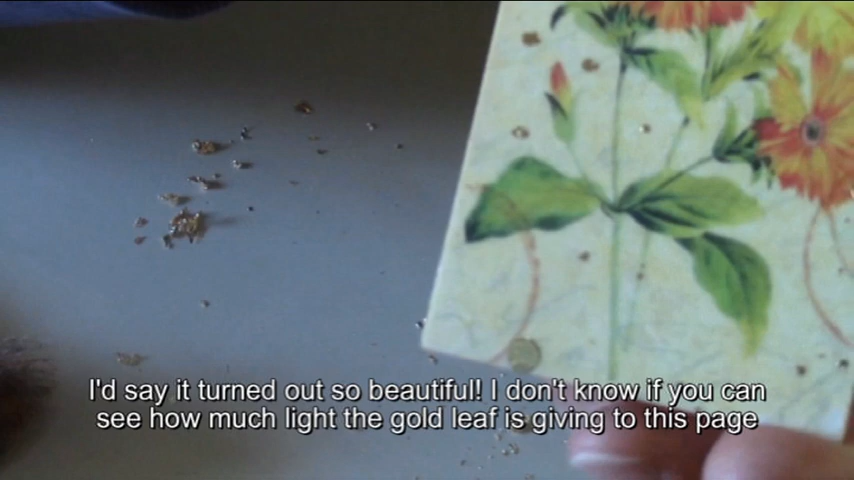 I'd say it turned out so beautiful! I don't know if you can
see how much light the gold leaf is giving to this page